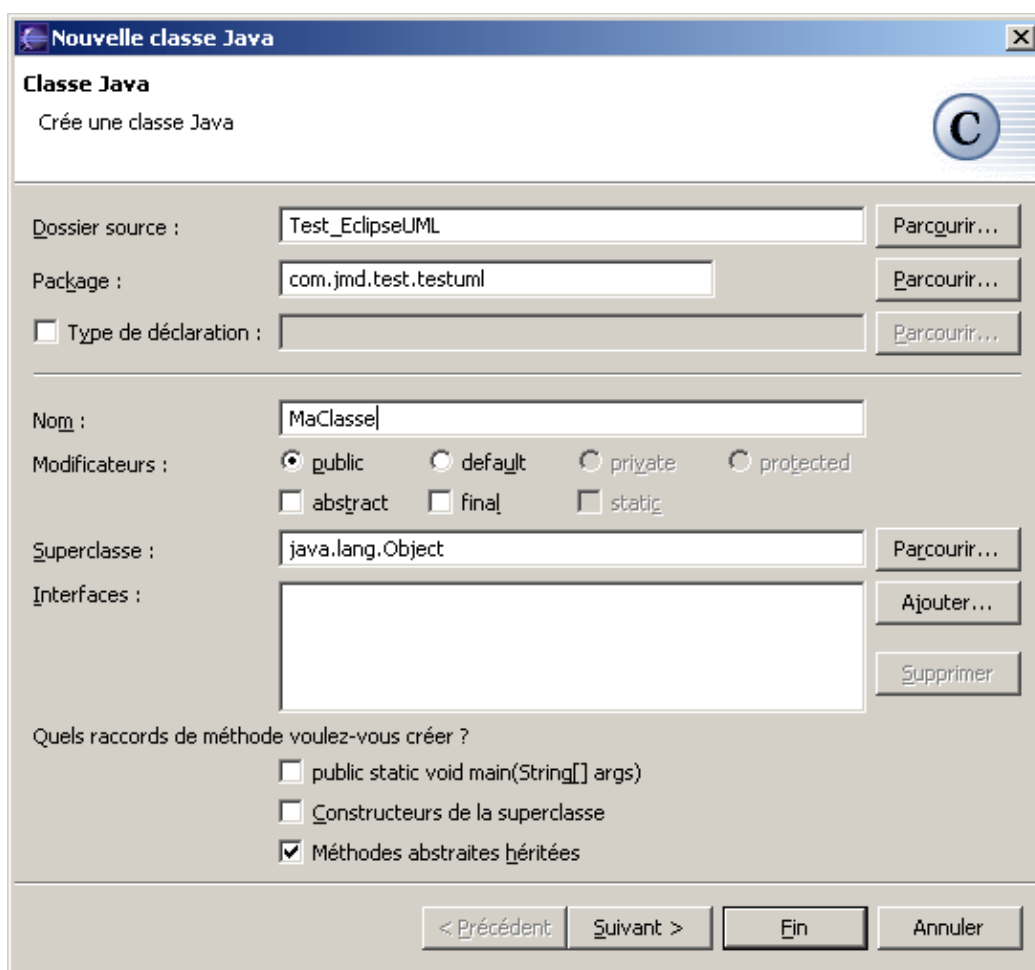 Nouvelle classe Java
Classe Java
Crée une classe Java
C
Dossier source : Test_EclipseUML Parcourir...
Package : com.jmd.test.testuml Parcourir...
Type de déclaration : Parcourir...
Nom : MaClasse
Modificateurs : public default private protected
abstract final static
Superclasse : java.lang.Object Parcourir...
Interfaces : Ajouter...
Supprimer
Quels raccords de méthode voulez-vous créer ?
public static void main(String[] args)
Constructeurs de la superclasse
Méthodes abstraites héritées
< Précédent Suivant > Fin Annuler